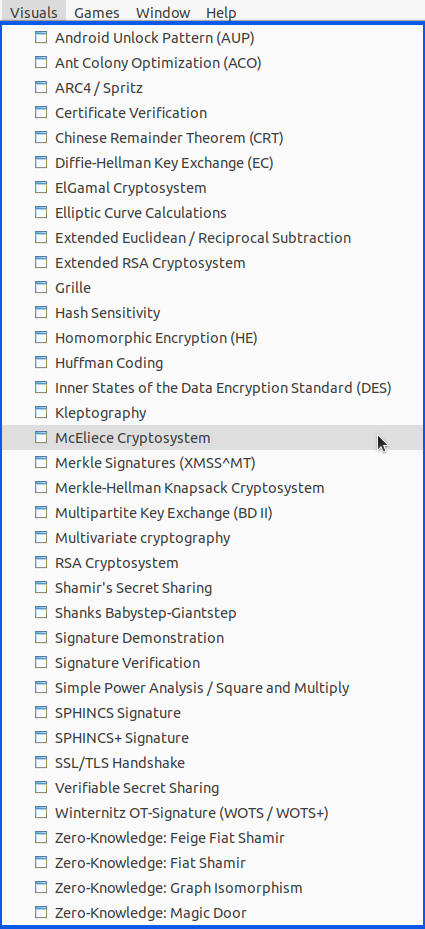 Visuals Games Window Help
Android Unlock Pattern (AUP)
Ant Colony Optimization (ACO)
ARC4 / Spritz
Certificate Verification
Chinese Remainder Theorem (CRT)
Diffie-Hellman Key Exchange (EC)
ElGamal Cryptosystem
Elliptic Curve Calculations
Extended Euclidean / Reciprocal Subtraction
Extended RSA Cryptosystem
Grille
Hash Sensitivity
Homomorphic Encryption (HE)
Huffman Coding
Inner States of the Data Encryption Standard (DES)
Kleptography
McEliece Cryptosystem
Merkle Signatures (XMSS^MT)
Merkle-Hellman Knapsack Cryptosystem
Multipartite Key Exchange (BD II)
Multivariate cryptography
RSA Cryptosystem
Shamir's Secret Sharing
Shanks Babystep-Giantstep
Signature Demonstration
Signature Verification
Simple Power Analysis / Square and Multiply
SPHINCS Signature
SPHINCS+ Signature
SSL/TLS Handshake
Verifiable Secret Sharing
Winternitz OT-Signature (WOTS / WOTS+)
Zero-Knowledge: Feige Fiat Shamir
Zero-Knowledge: Fiat Shamir
Zero-Knowledge: Graph Isomorphism
Zero-Knowledge: Magic Door